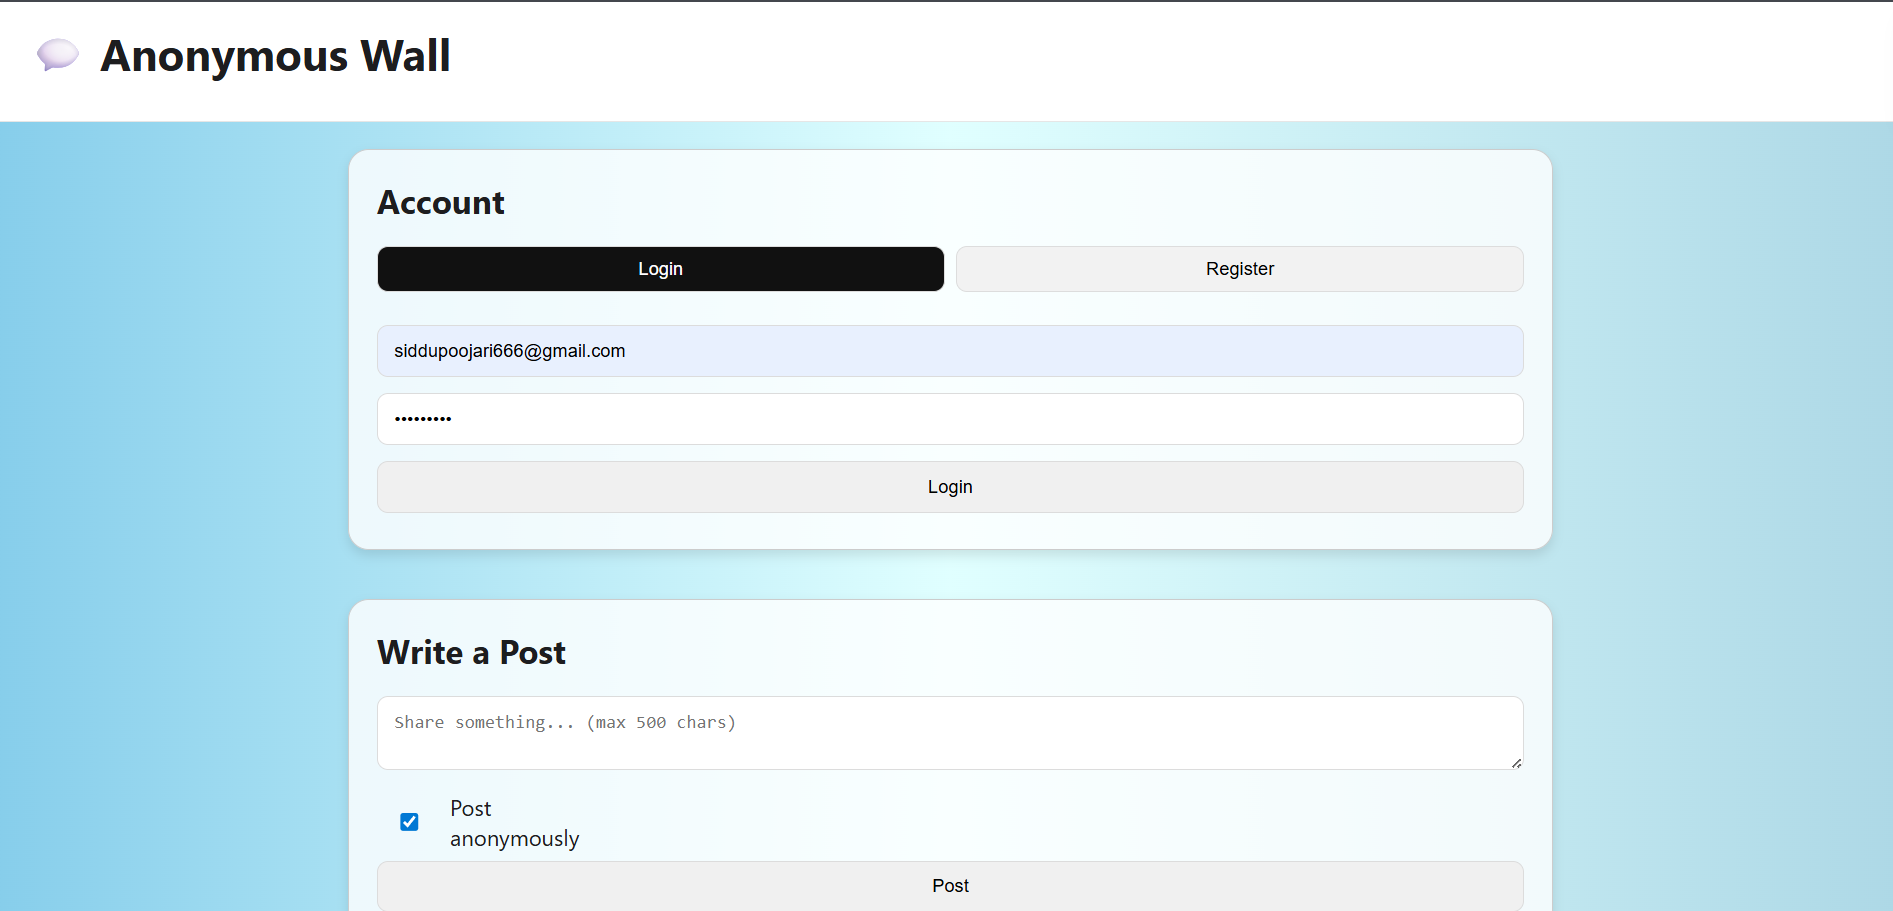 Anonymous Wall
Account
Login
Register
siddupoojari666@gmail.com
•••••••••
Login
Write a Post
Share something... (max 500 chars)
Post
anonymously
Post